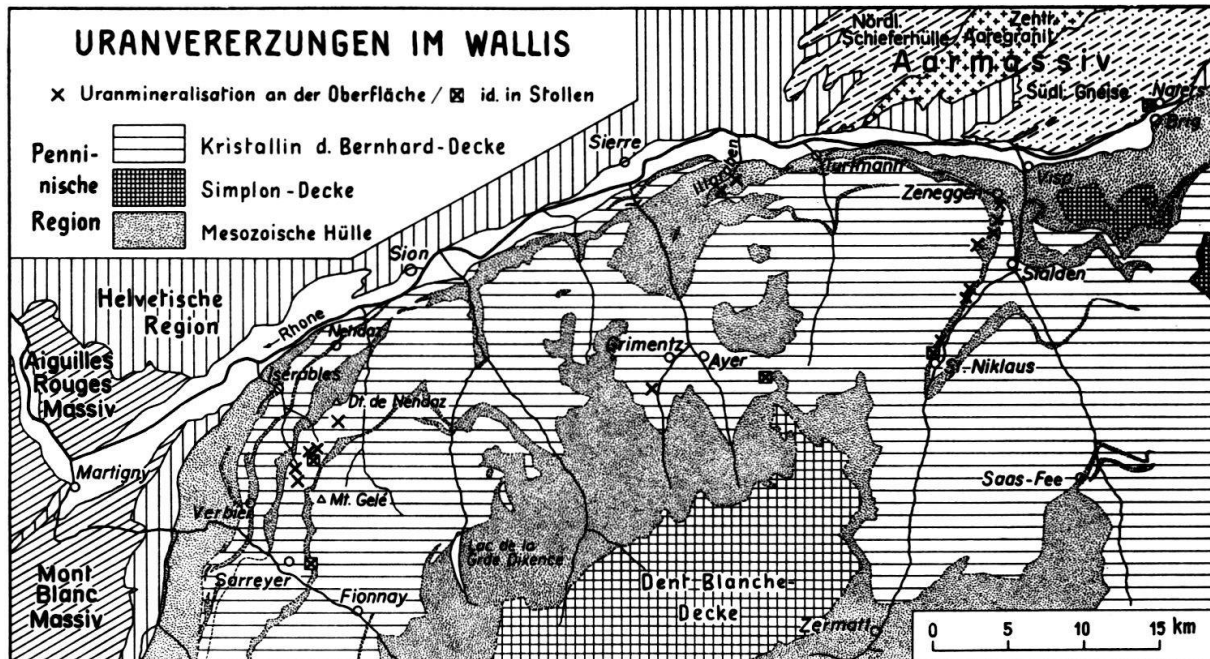 URANVERERZUNGEN IM WALLIS
× Uranmineralisation an der Oberfläche / ⊠ id. in Stollen
Penni-
nische
Region
Kristallin d. Bernhard-Decke
Simplon-Decke
Mesozoische Hülle
Nördl.
Schieferhülle
Zentr.
Aaregranit
Aarmassiv
Südl. Gneise
Naters
Brig
Sierre
Turtmann
Visp
Zeneggen
Sion
Stalden
Helvetische
Region
← Rhone
Nendaz
Aiguilles
Rouges
Massiv
Isérables
Grimentz
Ayer
St.-Niklaus
Dt. de Nendaz
Martigny
Saas-Fee
Mt. Gelé
Verbier
Lac. de la
Grde Dixence
Sarreyer
Mont
Blanc
Massiv
Fionnay
Dent Blanche-
Decke
Zermatt
0 5 10 15 km